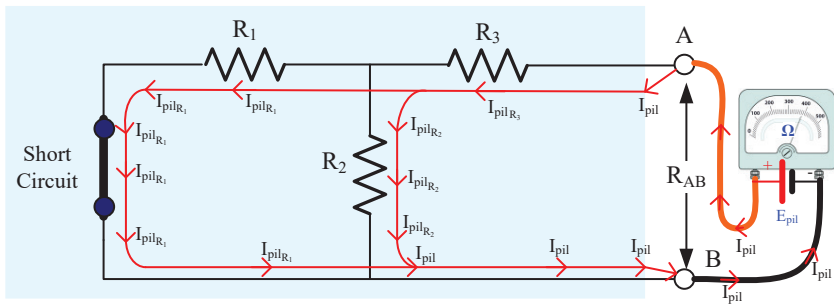 R1
R3
A
IpilR1
IpilR1
IpilR3
Ipil
0
100
200
300
400
500
Ω
IpilR1
IpilR2
Short
Circuit
IpilR1
R2
IpilR2
RAB
+
-
Epil
IpilR1
IpilR2
IpilR1
Ipil
Ipil
Ipil
B
Ipil
Ipil
Ipil